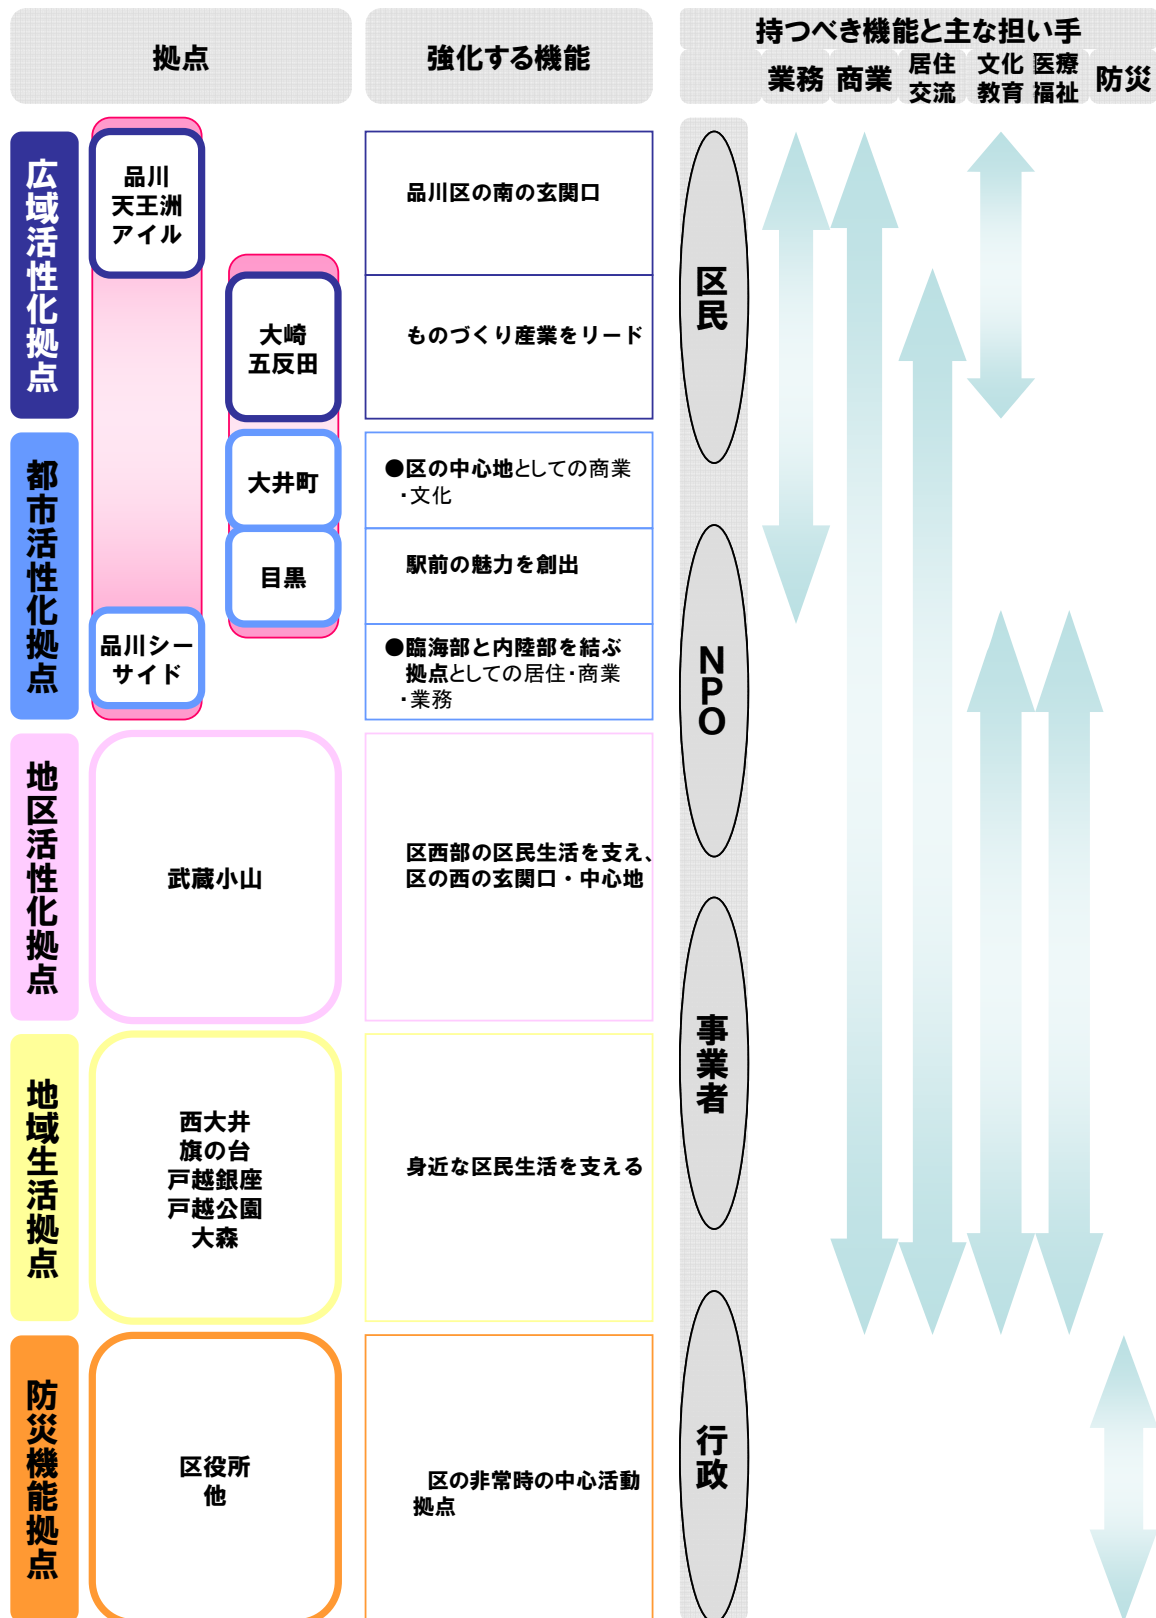 拠点
強化する機能
持つべき機能と主な担い手
業務
商業
居住
交流
文化
教育
医療
福祉
防災
広域活性化拠点
品川
天王洲
アイル
品川区の南の玄関口
大崎
五反田
ものづくり産業をリード
都市活性化拠点
大井町
●区の中心地としての商業
・文化
目黒
駅前の魅力を創出
品川シー
サイド
●臨海部と内陸部を結ぶ
拠点としての居住・商業
・業務
地区活性化拠点
武蔵小山
区西部の区民生活を支え、
区の西の玄関口・中心地
地域生活拠点
西大井
旗の台
戸越銀座
戸越公園
大森
身近な区民生活を支える
防災機能拠点
区役所
他
区の非常時の中心活動
拠点
区民
NPO
事業者
行政